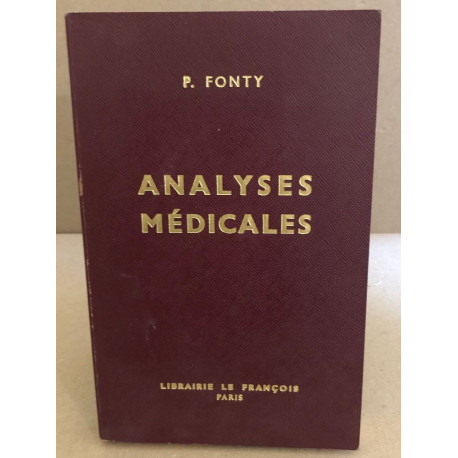 P. FONTY
ANALYSES
MÉDICALES
LIBRAIRIE LE FRANÇOIS
PARIS